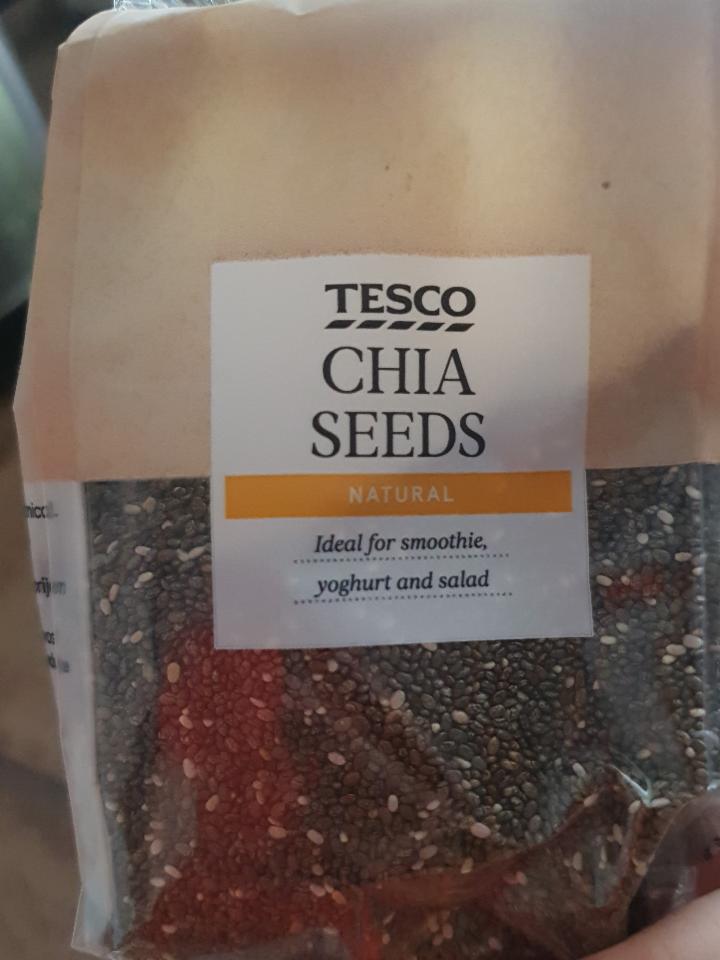 TESCO
CHIA
SEEDS
NATURAL
Ideal for smoothie,
yoghurt and salad